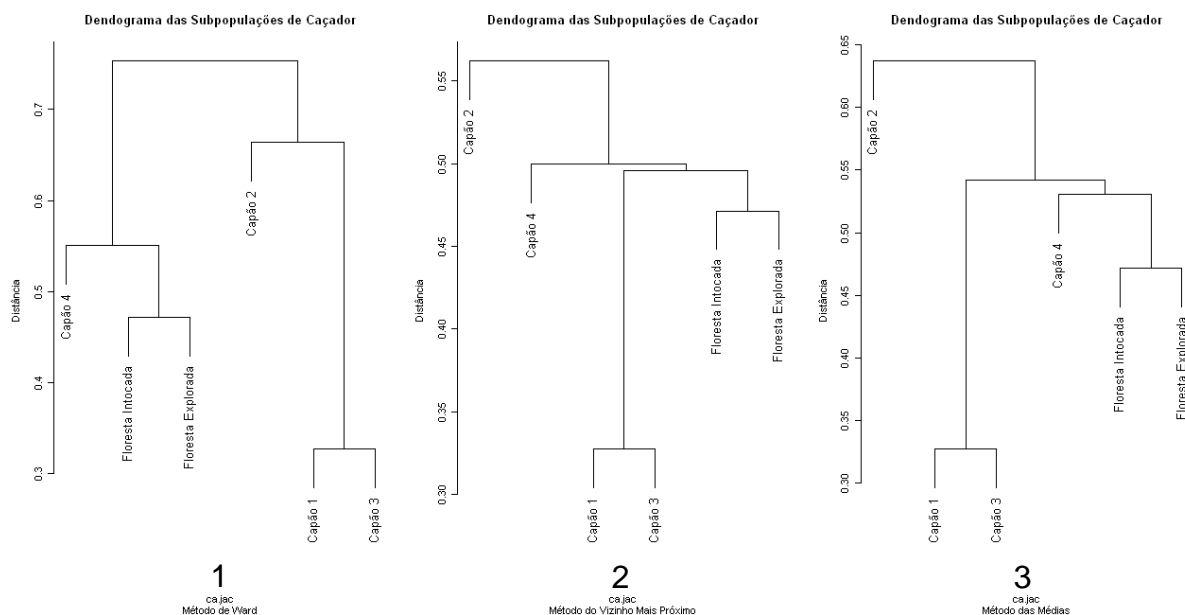 Dendograma das Subpopulações de Caçador
Distância
0.7
0.6
0.5
0.4
0.3
Capão 4
Floresta Intocada
Floresta Explorada
Capão 2
Capão 1
Capão 3
1
ca.jac
Método de Ward
Dendograma das Subpopulações de Caçador
Distância
0.55
0.50
0.45
0.40
0.35
0.30
Capão 2
Capão 4
Capão 1
Capão 3
Floresta Intocada
Floresta Explorada
2
ca.jac
Método do Vizinho Mais Próximo
Dendograma das Subpopulações de Caçador
Distância
0.65
0.60
0.55
0.50
0.45
0.40
0.35
0.30
Capão 2
Capão 1
Capão 3
Capão 4
Floresta Intocada
Floresta Explorada
3
ca.jac
Método das Médias